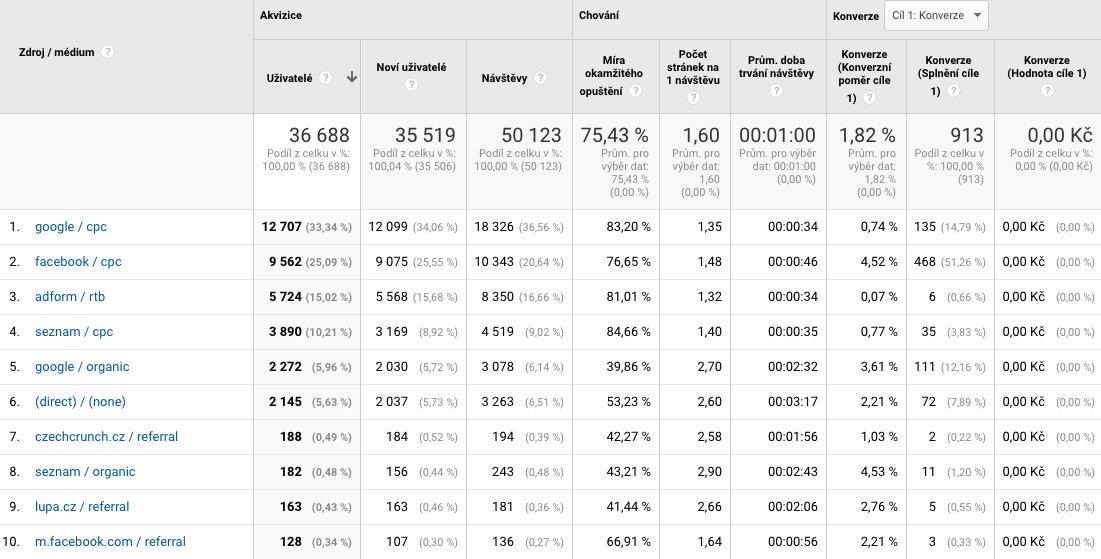 Akvizice Chování Konverze Cíl 1: Konverze
Zdroj / médium ? Uživatelé ? Noví uživatelé ? Návštěvy ? Míra okamžitého opuštění ? Počet stránek na 1 návštěvu ? Prům. doba trvání návštěvy ? Konverze (Konverzní poměr cíle 1) ? Konverze (Splnění cíle 1) ? Konverze (Hodnota cíle 1) ?
36 688 35 519 50 123 75,43 % 1,60 00:01:00 1,82 % 913 0,00 Kč
Podíl z celku v %: 100,00 % (36 688) Podíl z celku v %: 100,04 % (35 506) Podíl z celku v %: 100,00 % (50 123) Prům. pro výběr dat: 75,43 % (0,00 %) Prům. pro výběr dat: 1,60 (0,00 %) Prům. pro výběr dat: 00:01:00 (0,00 %) Prům. pro výběr dat: 1,82 % (0,00 %) Podíl z celku v %: 100,00 % (913) Podíl z celku v %: 0,00 % (0,00 Kč)
1. google / cpc 12 707 (33,34 %) 12 099 (34,06 %) 18 326 (36,56 %) 83,20 % 1,35 00:00:34 0,74 % 135 (14,79 %) 0,00 Kč (0,00 %)
2. facebook / cpc 9 562 (25,09 %) 9 075 (25,55 %) 10 343 (20,64 %) 76,65 % 1,48 00:00:46 4,52 % 468 (51,26 %) 0,00 Kč (0,00 %)
3. adform / rtb 5 724 (15,02 %) 5 568 (15,68 %) 8 350 (16,66 %) 81,01 % 1,32 00:00:34 0,07 % 6 (0,66 %) 0,00 Kč (0,00 %)
4. seznam / cpc 3 890 (10,21 %) 3 169 (8,92 %) 4 519 (9,02 %) 84,66 % 1,40 00:00:35 0,77 % 35 (3,83 %) 0,00 Kč (0,00 %)
5. google / organic 2 272 (5,96 %) 2 030 (5,72 %) 3 078 (6,14 %) 39,86 % 2,70 00:02:32 3,61 % 111 (12,16 %) 0,00 Kč (0,00 %)
6. (direct) / (none) 2 145 (5,63 %) 2 037 (5,73 %) 3 263 (6,51 %) 53,23 % 2,60 00:03:17 2,21 % 72 (7,89 %) 0,00 Kč (0,00 %)
7. czechcrunch.cz / referral 188 (0,49 %) 184 (0,52 %) 194 (0,39 %) 42,27 % 2,58 00:01:56 1,03 % 2 (0,22 %) 0,00 Kč (0,00 %)
8. seznam / organic 182 (0,48 %) 156 (0,44 %) 243 (0,48 %) 43,21 % 2,90 00:02:43 4,53 % 11 (1,20 %) 0,00 Kč (0,00 %)
9. lupa.cz / referral 163 (0,43 %) 163 (0,46 %) 181 (0,36 %) 41,44 % 2,66 00:02:06 2,76 % 5 (0,55 %) 0,00 Kč (0,00 %)
10. m.facebook.com / referral 128 (0,34 %) 107 (0,30 %) 136 (0,27 %) 66,91 % 1,64 00:00:56 2,21 % 3 (0,33 %) 0,00 Kč (0,00 %)